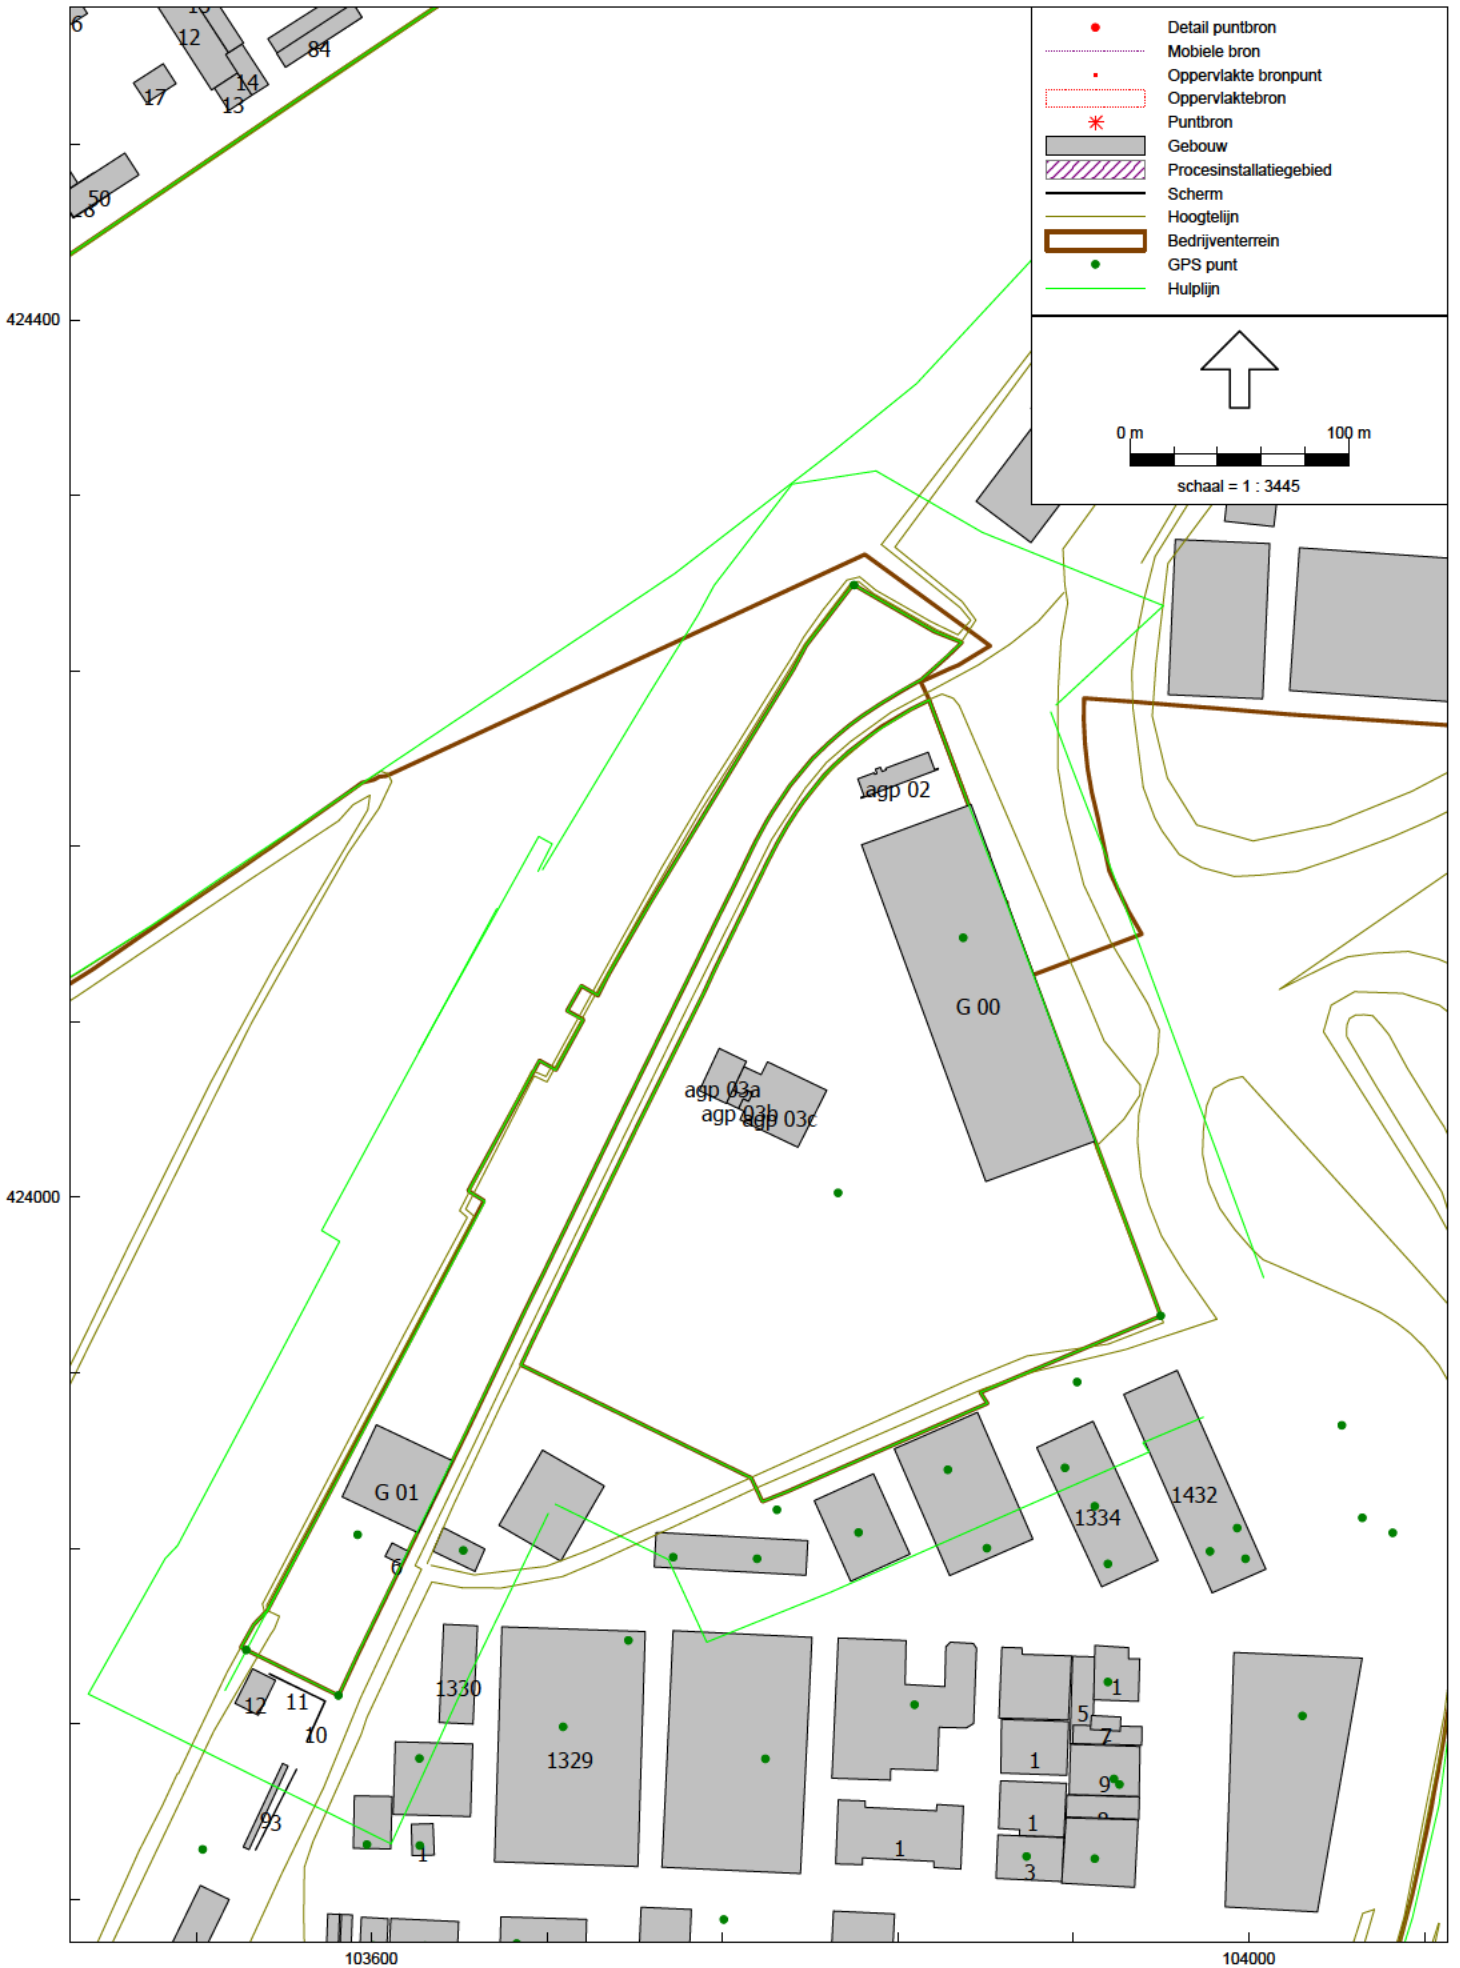 6
12
84
17
14
13
50
Detail puntbron
Mobiele bron
Oppervlakte bronpunt
Oppervlaktebron
Puntbron
Gebouw
Procesinstallatiegebied
Scherm
Hoogtelijn
Bedrijventerrein
GPS punt
Hulplijn
424400
0 m 100 m
schaal = 1 : 3445
agp 02
G 00
agp 03a
agp 03b
agp 03c
424000
G 01
6
1334
1432
12
11
10
1330
1329
93
1
1
5
7
1
9
1
1
3
103600
104000